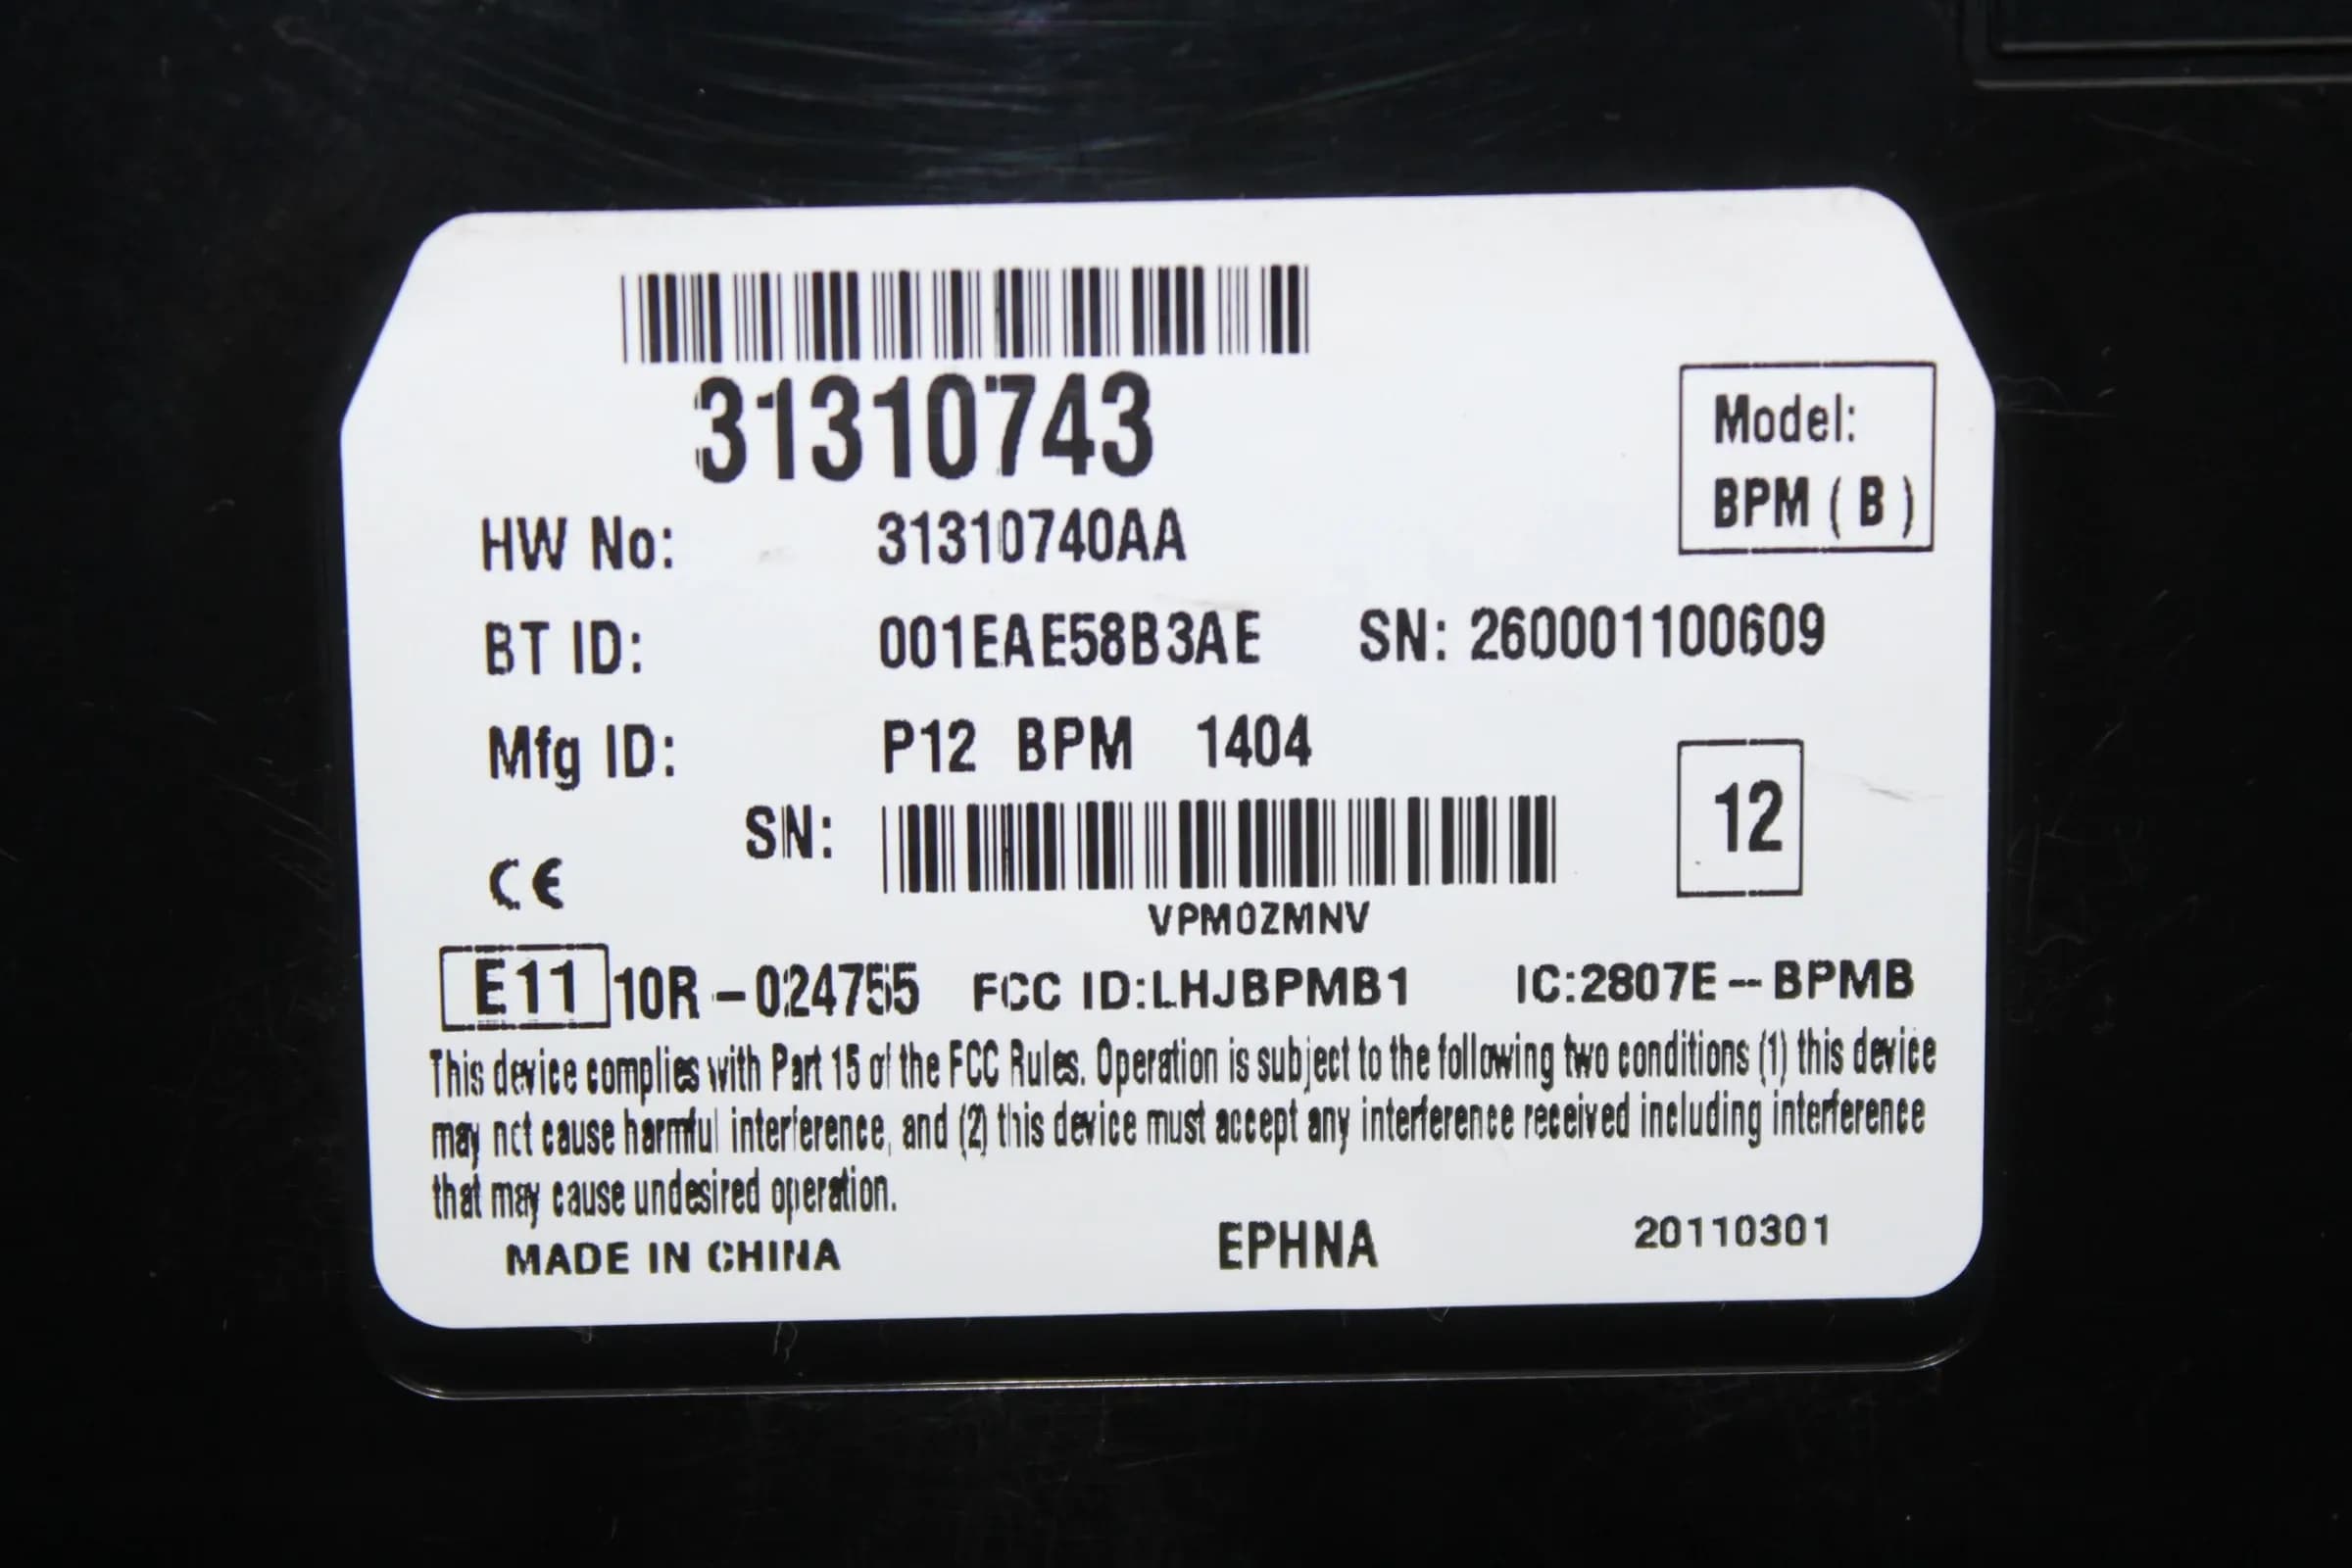 31310743
Model:
BPM ( B )
HW No: 31310740AA
BT ID: 001EAE58B3AE SN: 260001100609
Mfg ID: P12 BPM 1404
SN:
12
CE
VPM0ZMNV
E11 10R-024755 FCC ID:LHJBPMB1 IC:2807E--BPMB
This device complies with Part 15 of the FCC Rules. Operation is subject to the following two conditions (1) this device
may not cause harmful interference, and (2) this device must accept any interference received including interference
that may cause undesired operation.
MADE IN CHINA EPHNA 20110301